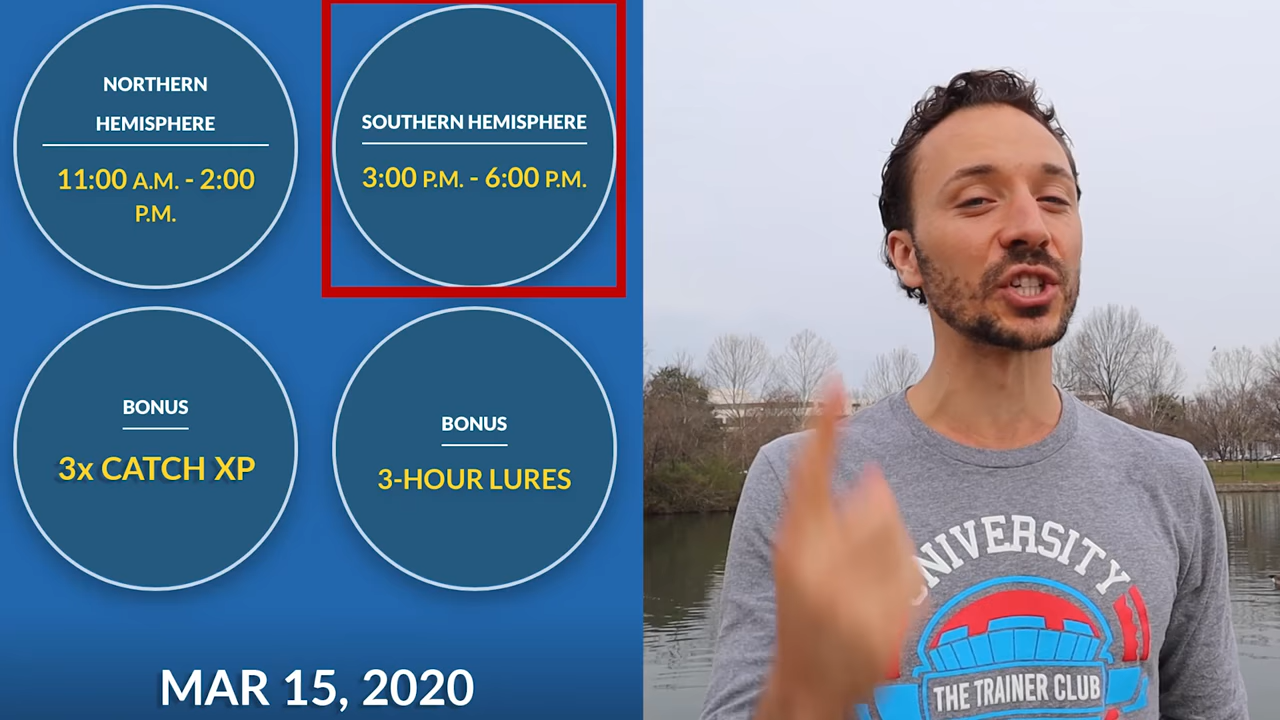 NORTHERN
HEMISPHERE
11:00 A.M. - 2:00
P.M.
SOUTHERN HEMISPHERE
3:00 P.M. - 6:00 P.M.
BONUS
3x CATCH XP
BONUS
3-HOUR LURES
MAR 15, 2020
UNIVERSITY
THE TRAINER CLUB